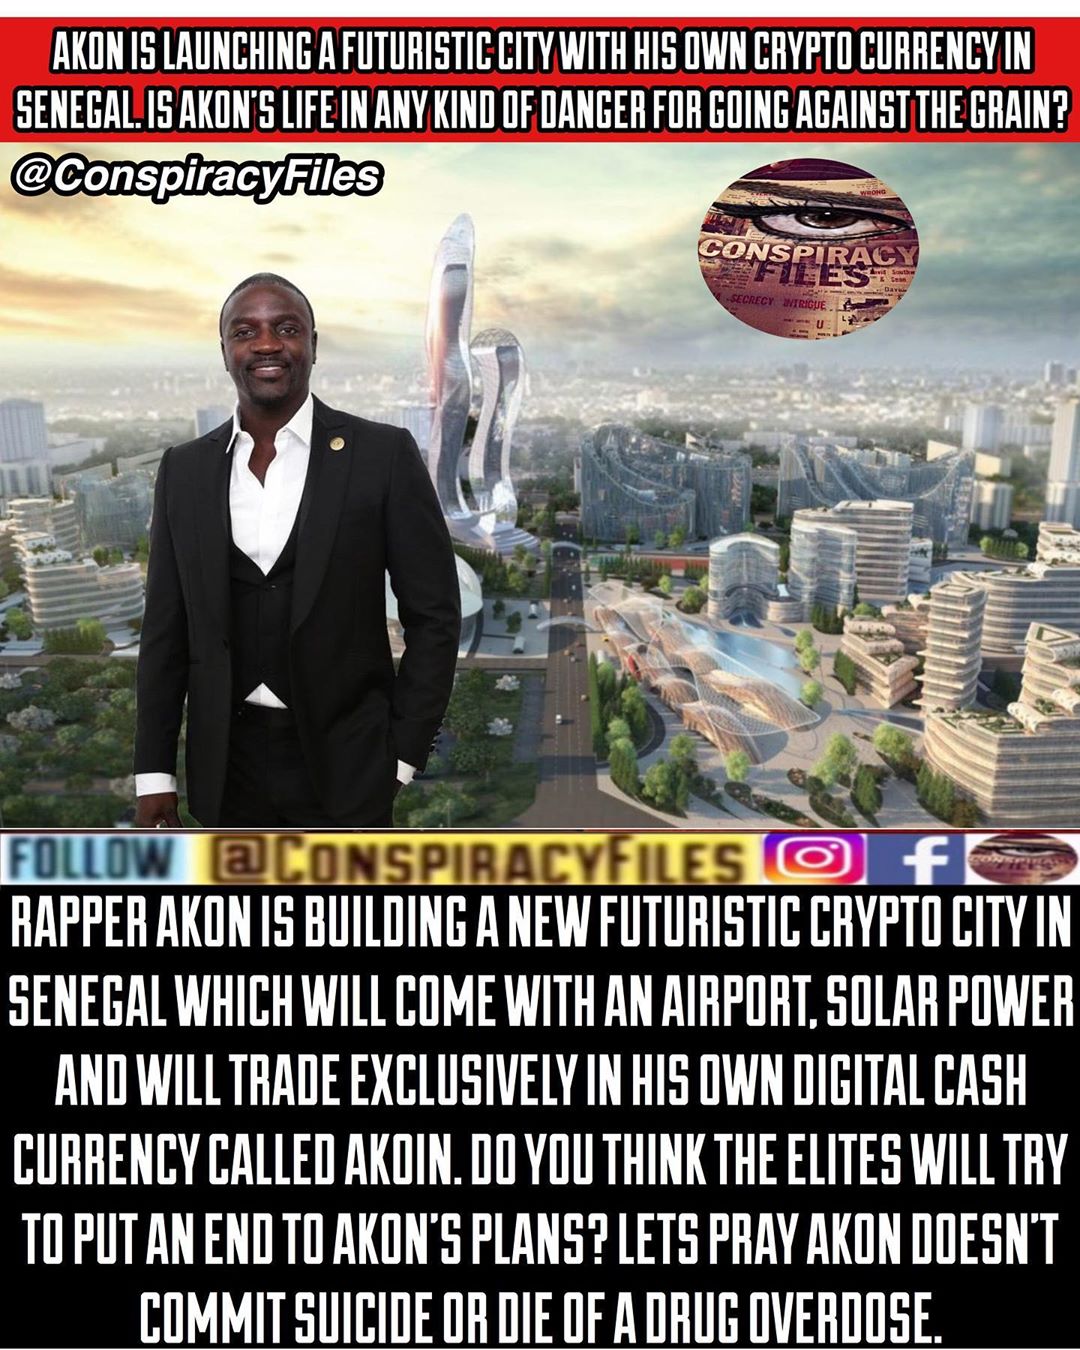 AKON IS LAUNCHING A FUTURISTIC CITY WITH HIS OWN CRYPTO CURRENCY IN
SENEGAL. IS AKON'S LIFE IN ANY KIND OF DANGER FOR GOING AGAINST THE GRAIN?
@ConspiracyFiles
WRONG
CONSPIRACY
FILES
David Southw
SECRECY INTRIGUE
U
FOLLOW @CONSPIRACYFILES
RAPPER AKON IS BUILDING A NEW FUTURISTIC CRYPTO CITY IN
SENEGAL WHICH WILL COME WITH AN AIRPORT, SOLAR POWER
AND WILL TRADE EXCLUSIVELY IN HIS OWN DIGITAL CASH
CURRENCY CALLED AKOIN. DO YOU THINK THE ELITES WILL TRY
TO PUT AN END TO AKON'S PLANS? LETS PRAY AKON DOESN'T
COMMIT SUICIDE OR DIE OF A DRUG OVERDOSE.